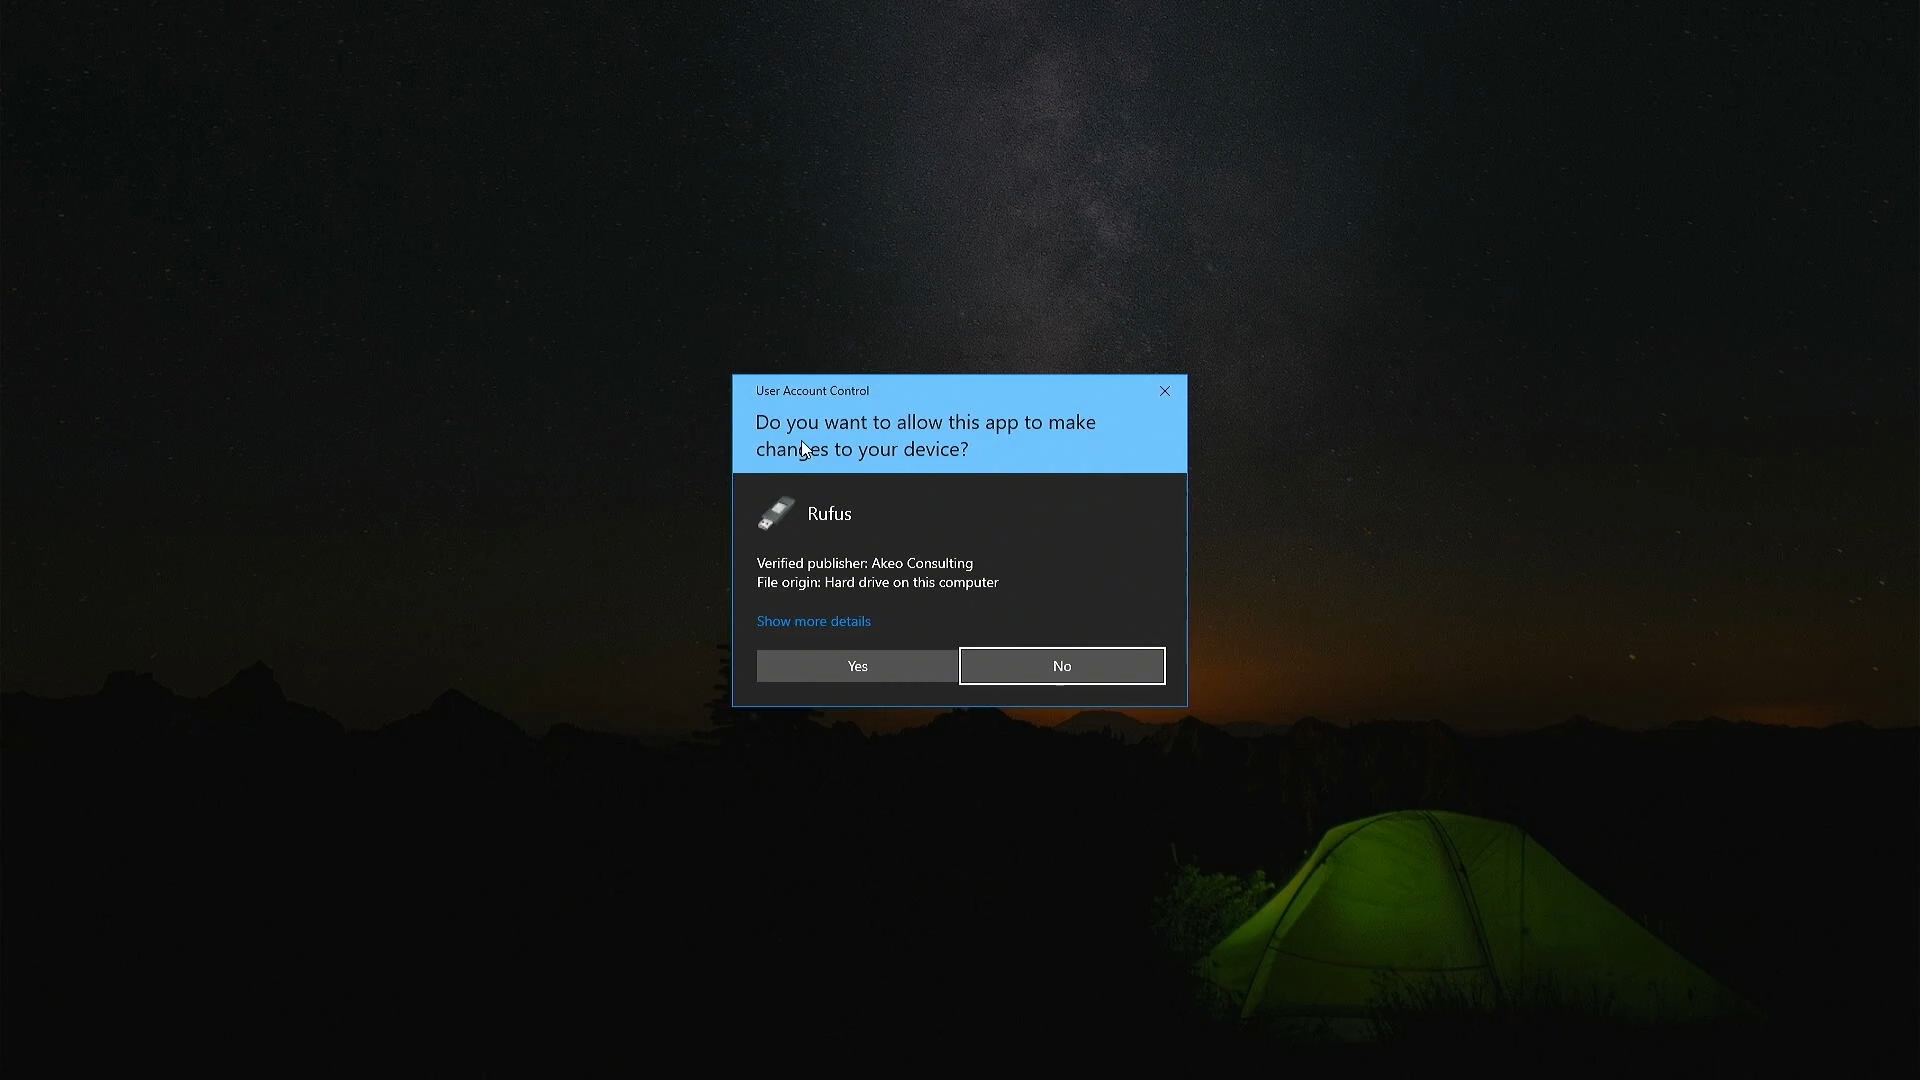 User Account Control
Do you want to allow this app to make
changes to your device?
Rufus
Verified publisher: Akeo Consulting
File origin: Hard drive on this computer
Show more details
Yes
No